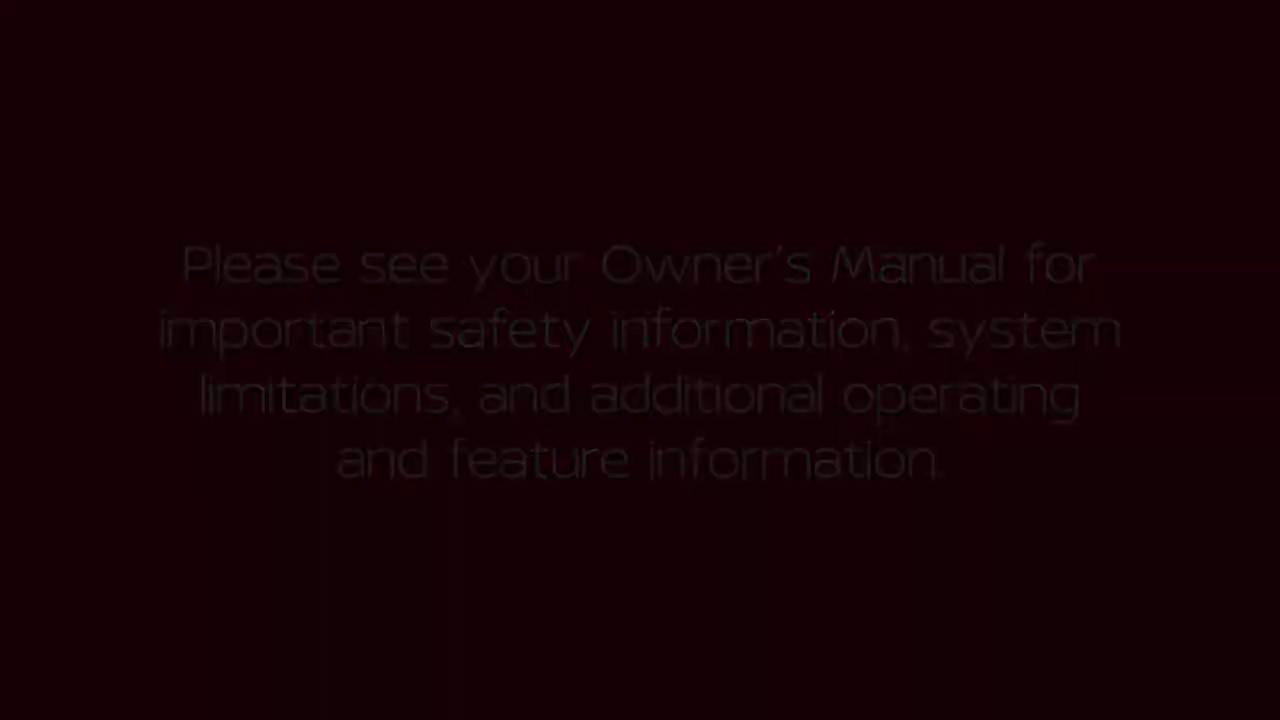 Please see your Owner's Manual for
important safety information, system
limitations, and additional operating
and feature information.